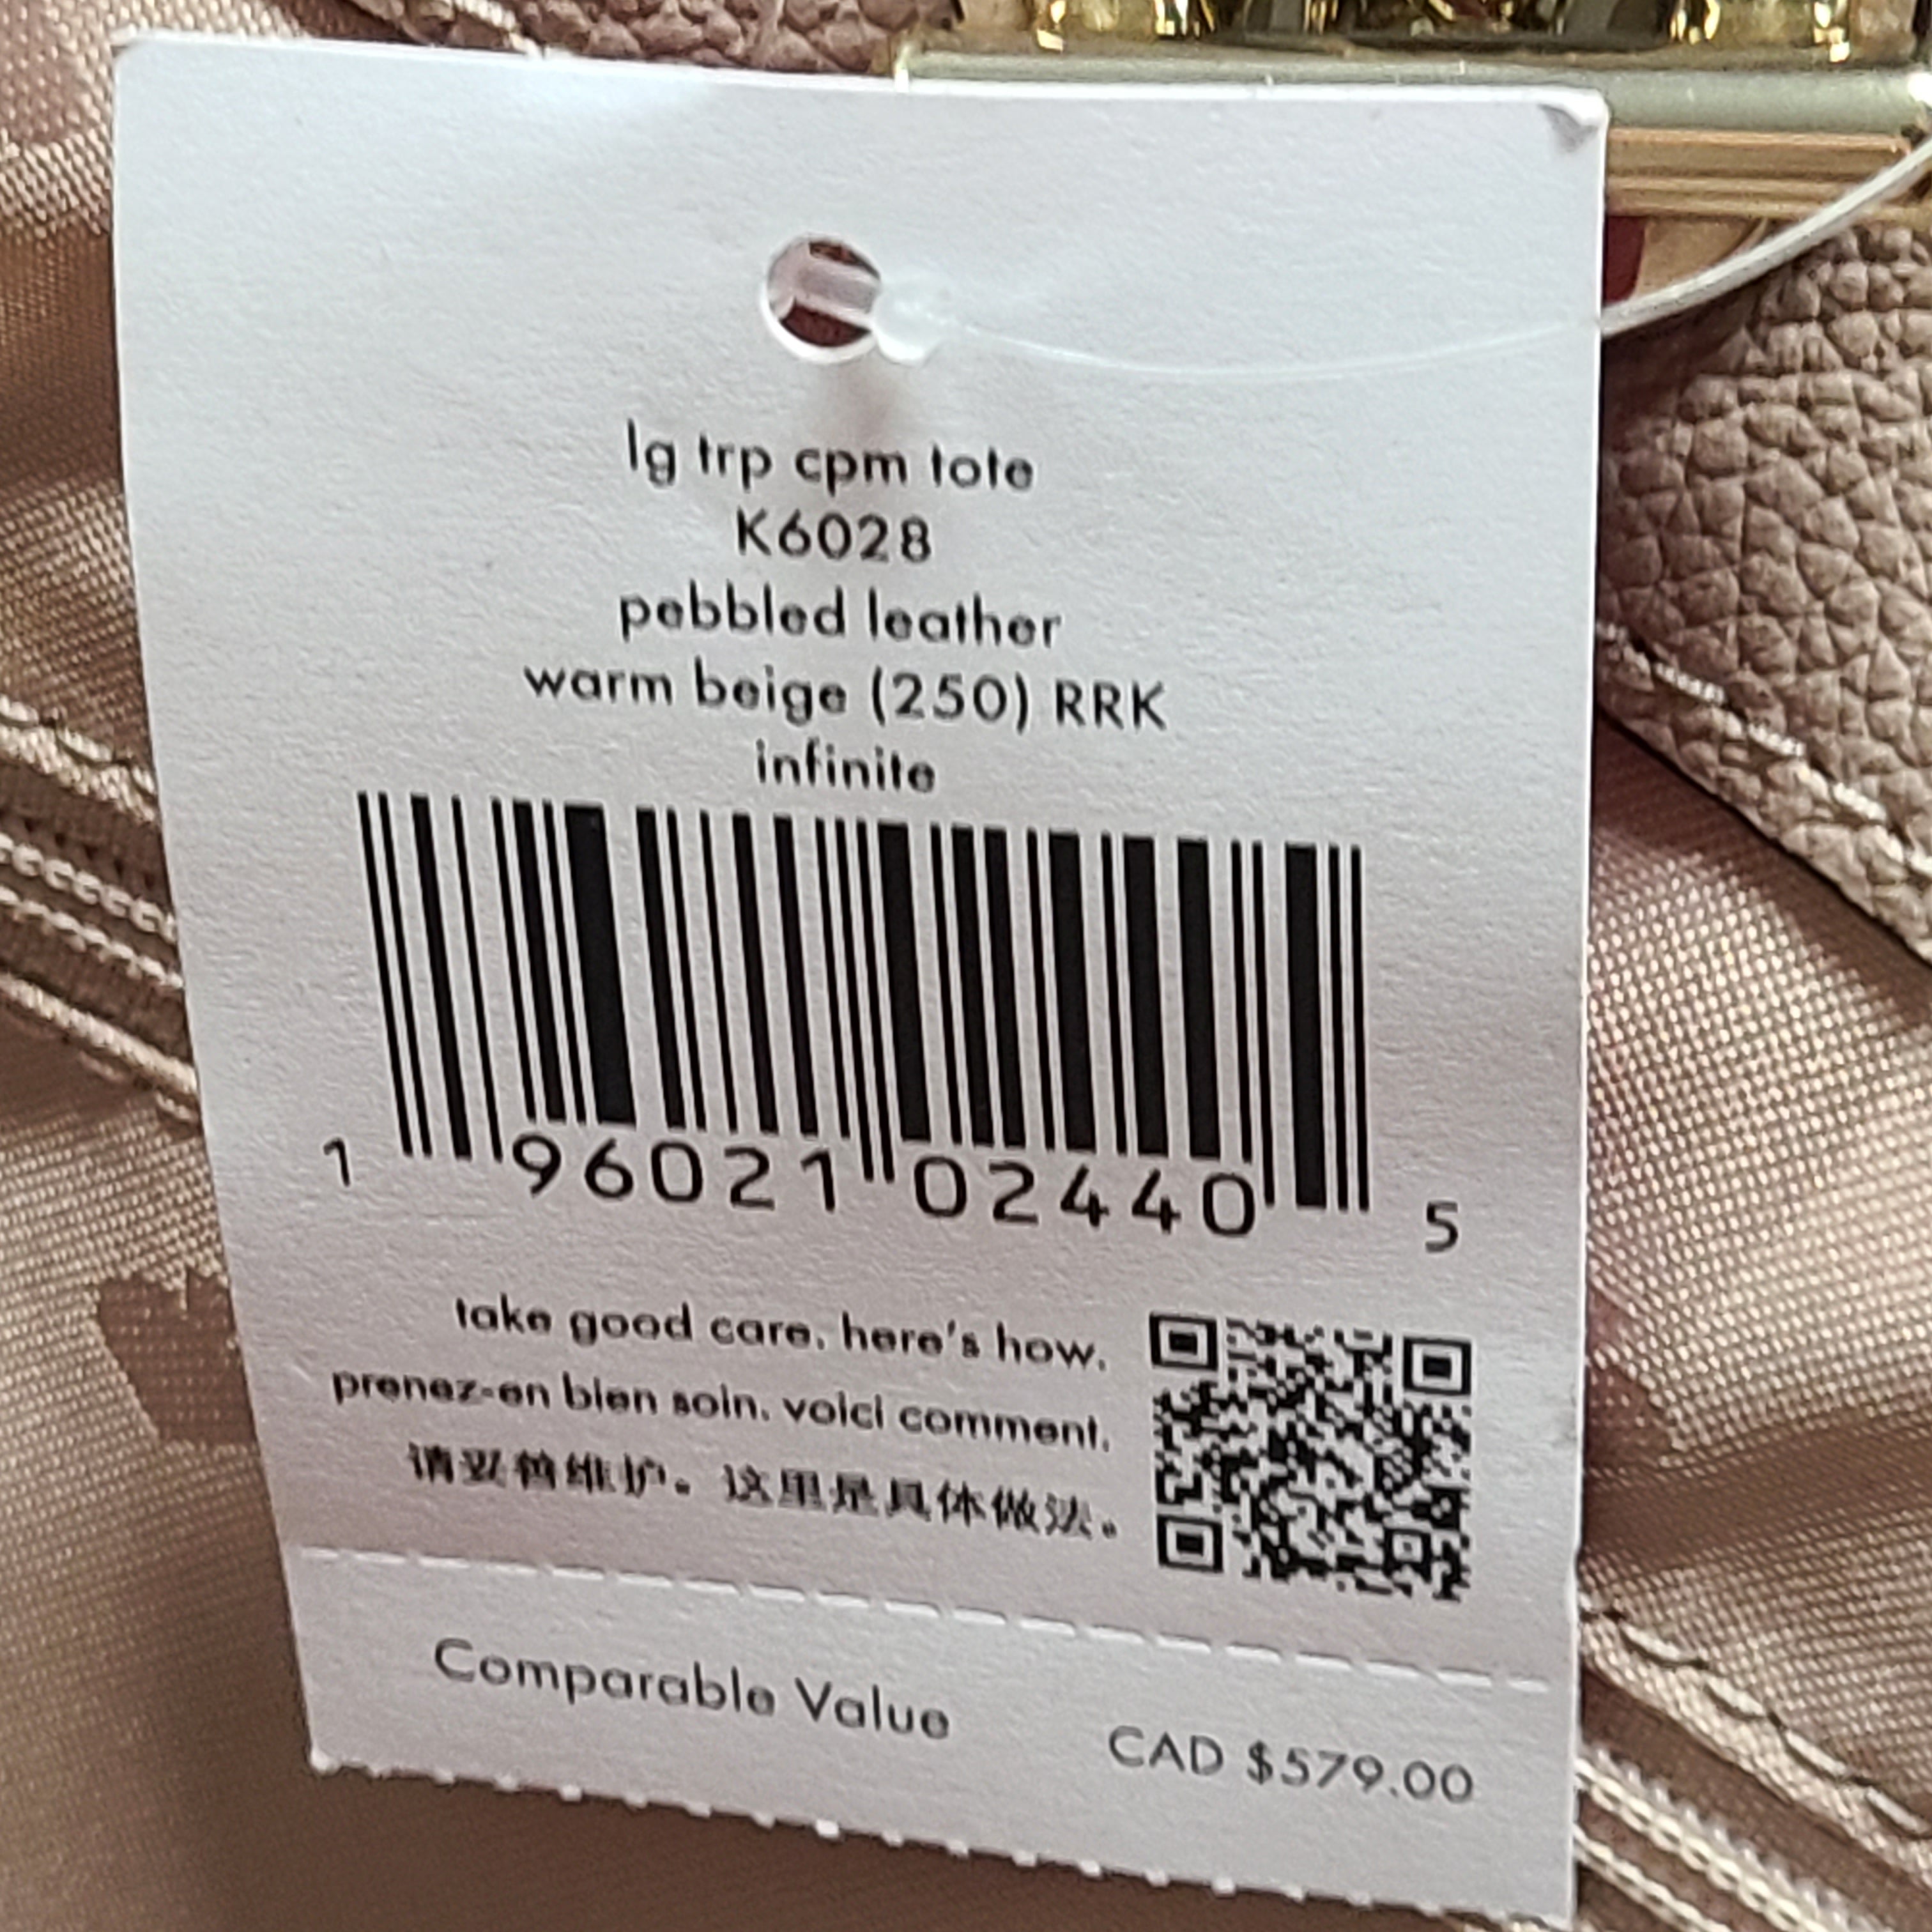 lg trp cpm tote
K6028
pebbled leather
warm beige (250) RRK
infinite
1 96021 02440 5
take good care. here's how.
prenez-en bien soin. voici comment.
请妥善维护。这里是具体做法。
Comparable Value CAD $579.00